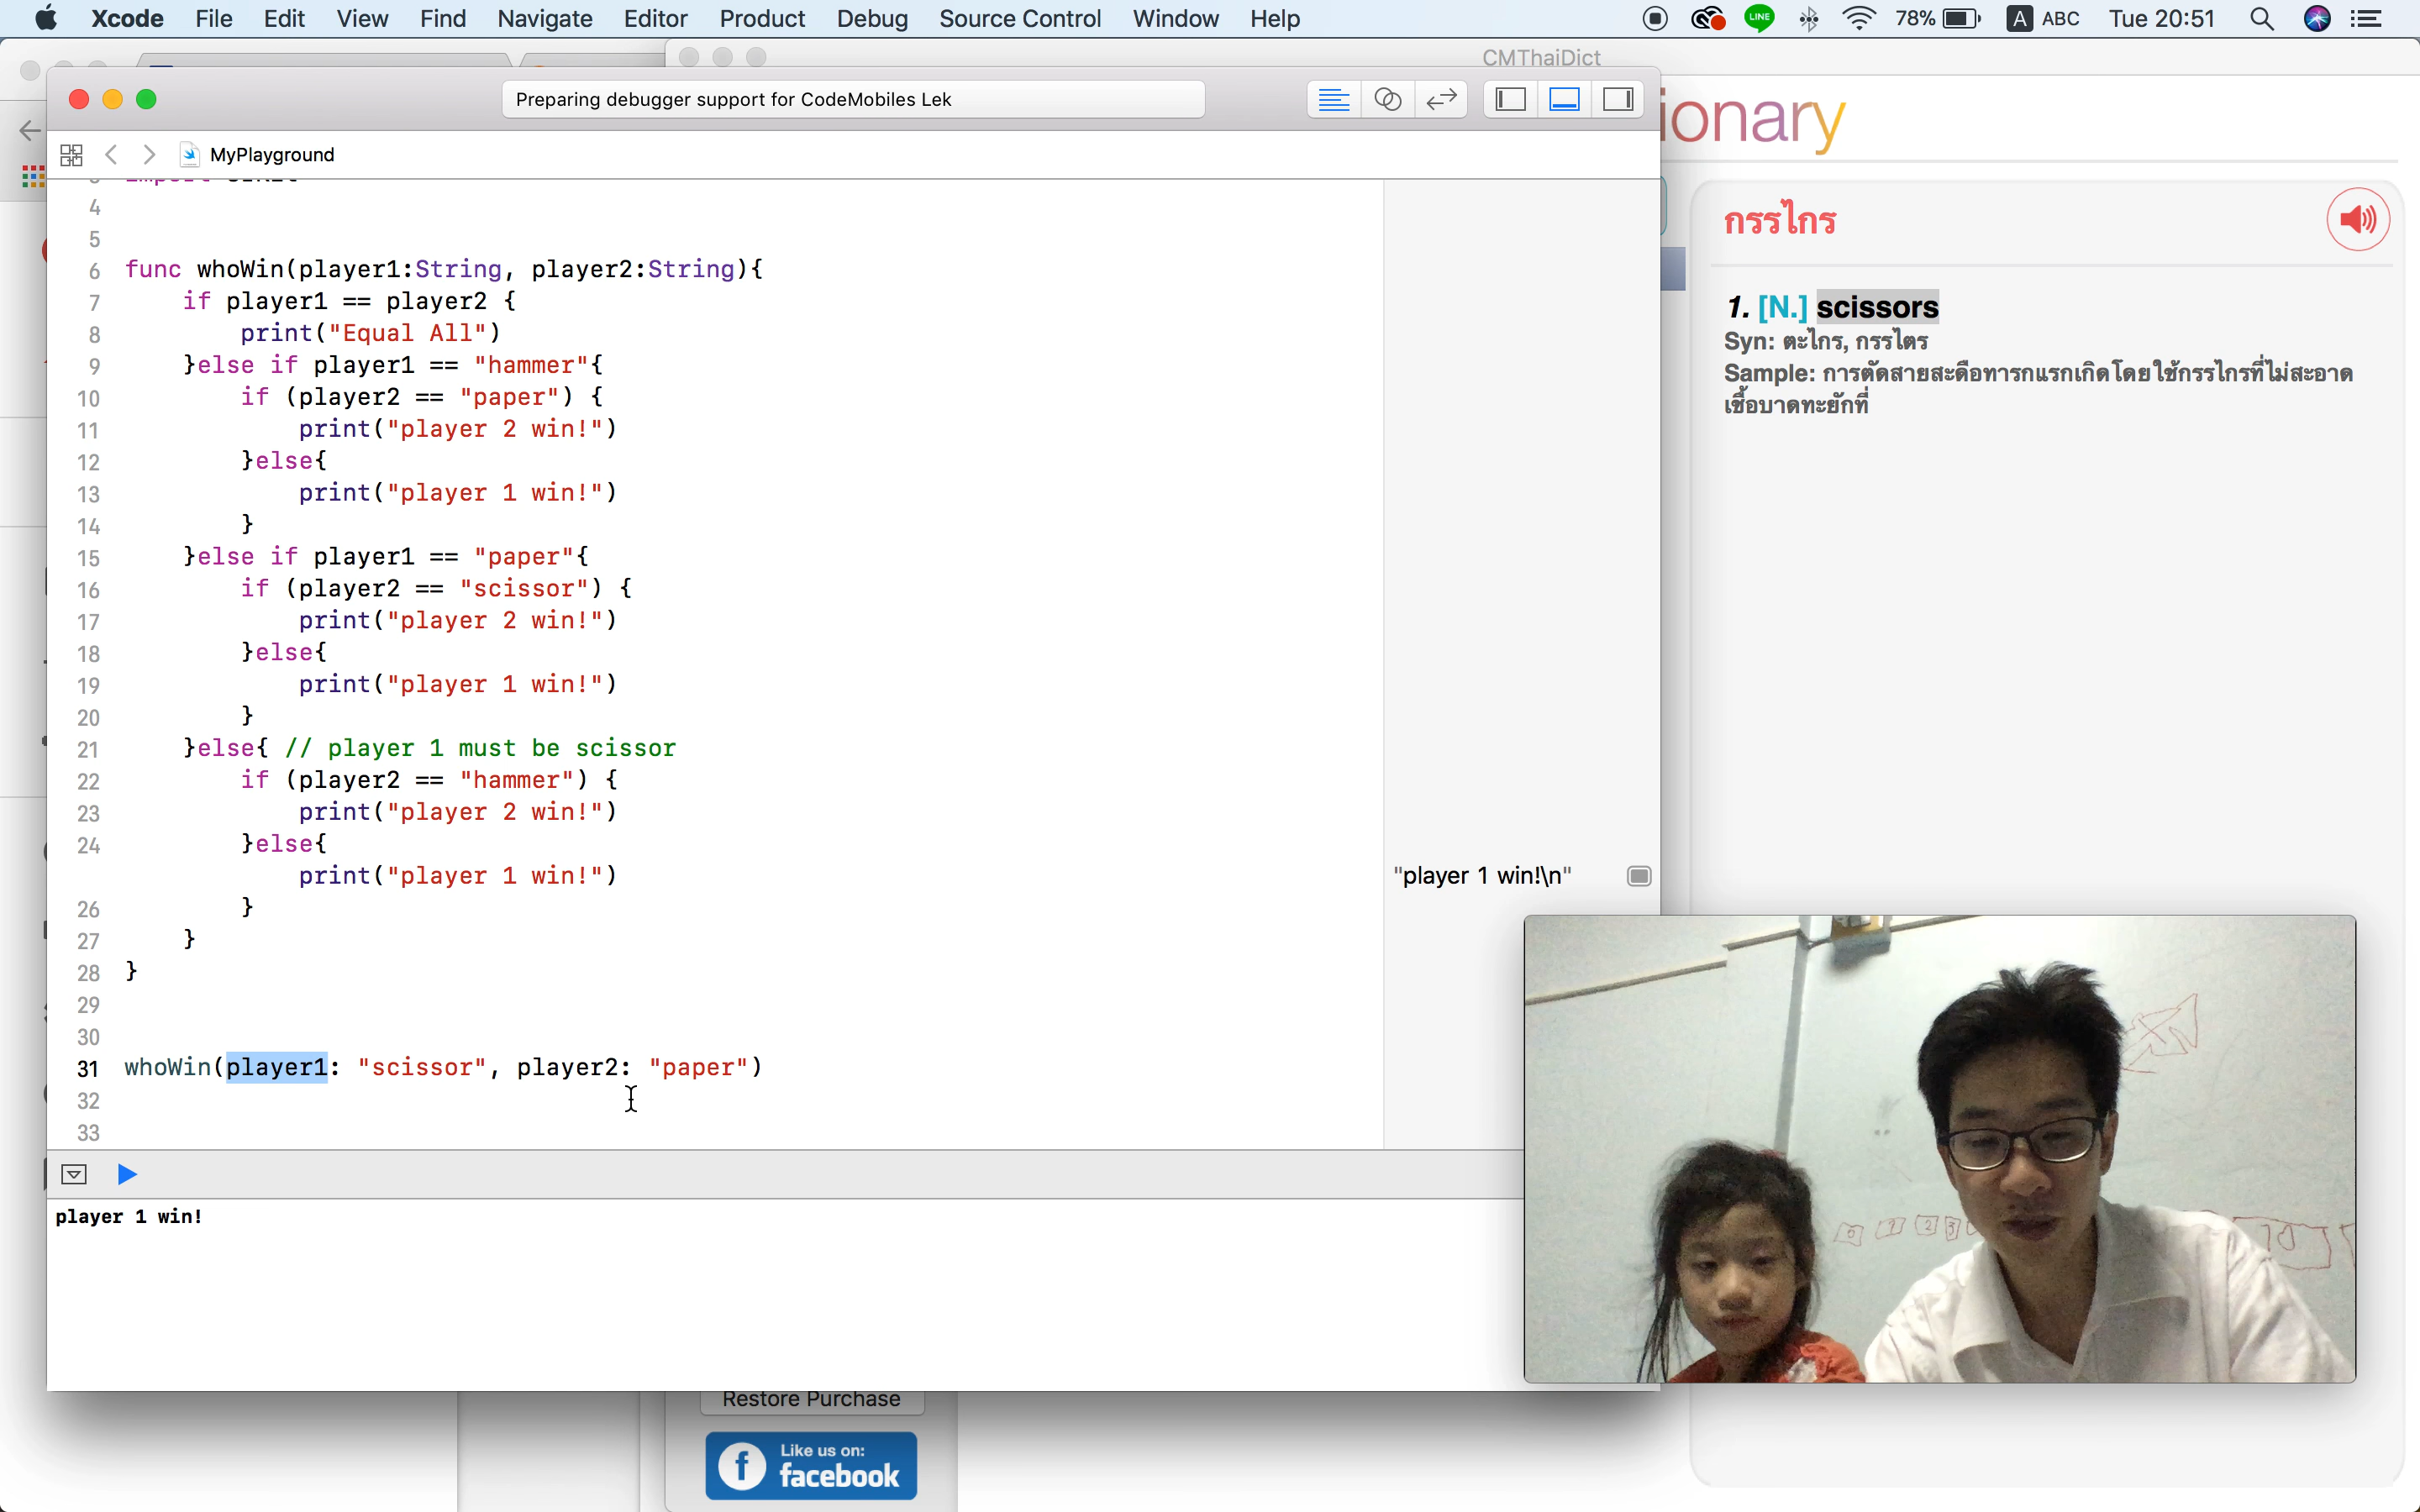 Xcode File Edit View Find Navigate Editor Product Debug Source Control Window Help
LINE 78% A ABC Tue 20:51
CMThaiDict
Preparing debugger support for CodeMobiles Lek
MyPlayground
4
5
6 func whoWin(player1:String, player2:String){
7 if player1 == player2 {
8 print("Equal All")
9 }else if player1 == "hammer"{
10 if (player2 == "paper") {
11 print("player 2 win!")
12 }else{
13 print("player 1 win!")
14 }
15 }else if player1 == "paper"{
16 if (player2 == "scissor") {
17 print("player 2 win!")
18 }else{
19 print("player 1 win!")
20 }
21 }else{ // player 1 must be scissor
22 if (player2 == "hammer") {
23 print("player 2 win!")
24 }else{
print("player 1 win!") "player 1 win!\n"
26 }
27 }
28 }
29
30
31 whoWin(player1: "scissor", player2: "paper")
32
33
player 1 win!
Restore Purchase
f Like us on:
facebook
ionary
กรรไกร
1. [N.] scissors
Syn: ตะไกร, กรรไตร
Sample: การตัดสายสะดือทารกแรกเกิดโดยใช้กรรไกรที่ไม่สะอาด
เชื้อบาดทะยักที่
0 1 2 3
10